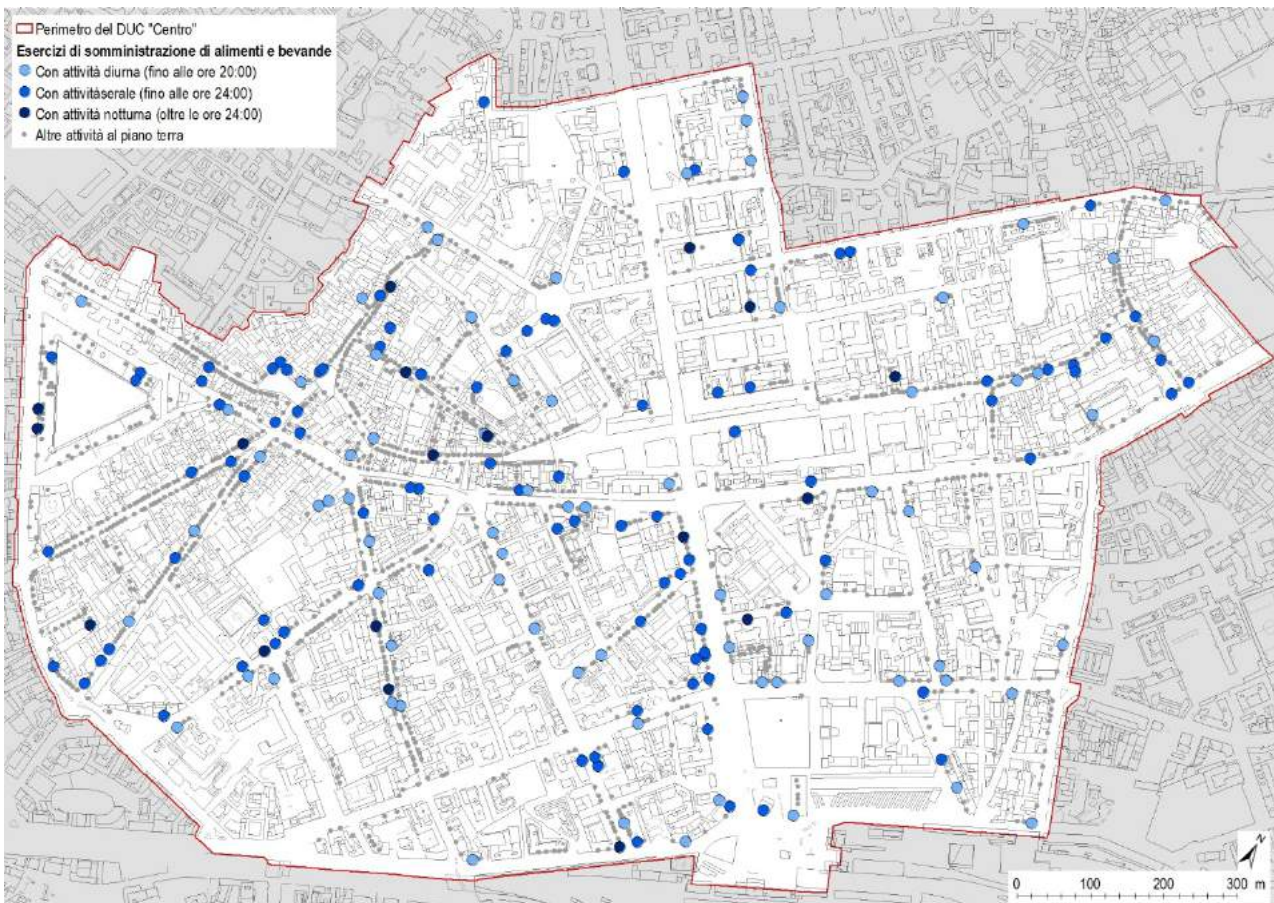 Perimetro del DUC "Centro"
Esercizi di somministrazione di alimenti e bevande
Con attività diurna (fino alle ore 20:00)
Con attivitàserale (fino alle ore 24:00)
Con attività notturna (oltre le ore 24:00)
Altre attività al piano terra
N
0 100 200 300 m